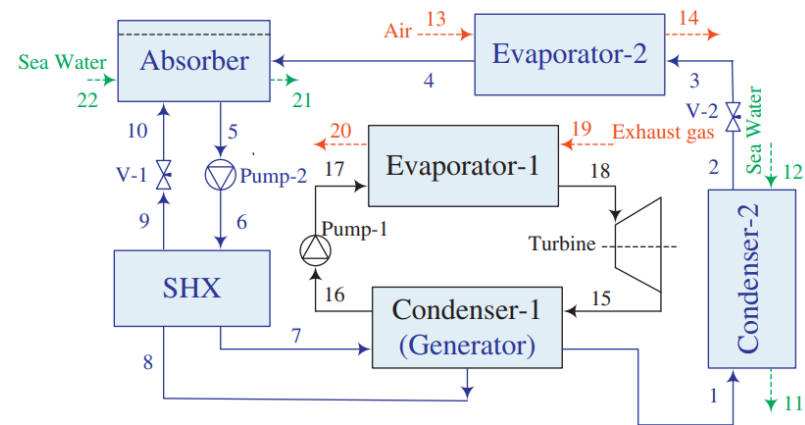 13
14
Air
Absorber
Evaporator-2
Sea Water
22
21
4
3
10
5
20
19
Exhaust gas
V-2
Sea Water
V-1
Pump-2
17
Evaporator-1
18
2
12
9
6
Pump-1
Turbine
Condenser-2
SHX
16
15
Condenser-1
(Generator)
7
8
1
11